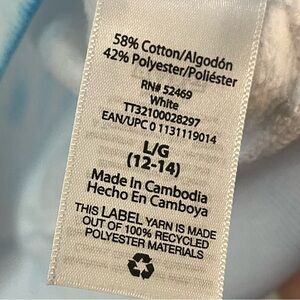 58% Cotton/Algodón
42% Polyester/Poliéster
RN# 52469
White
TT32100028297
EAN/UPC 0 1131119014
L/G
(12-14)
Made In Cambodia
Hecho En Camboya
THIS LABEL YARN IS MADE
OUT OF 100% RECYCLED
POLYESTER MATERIALS